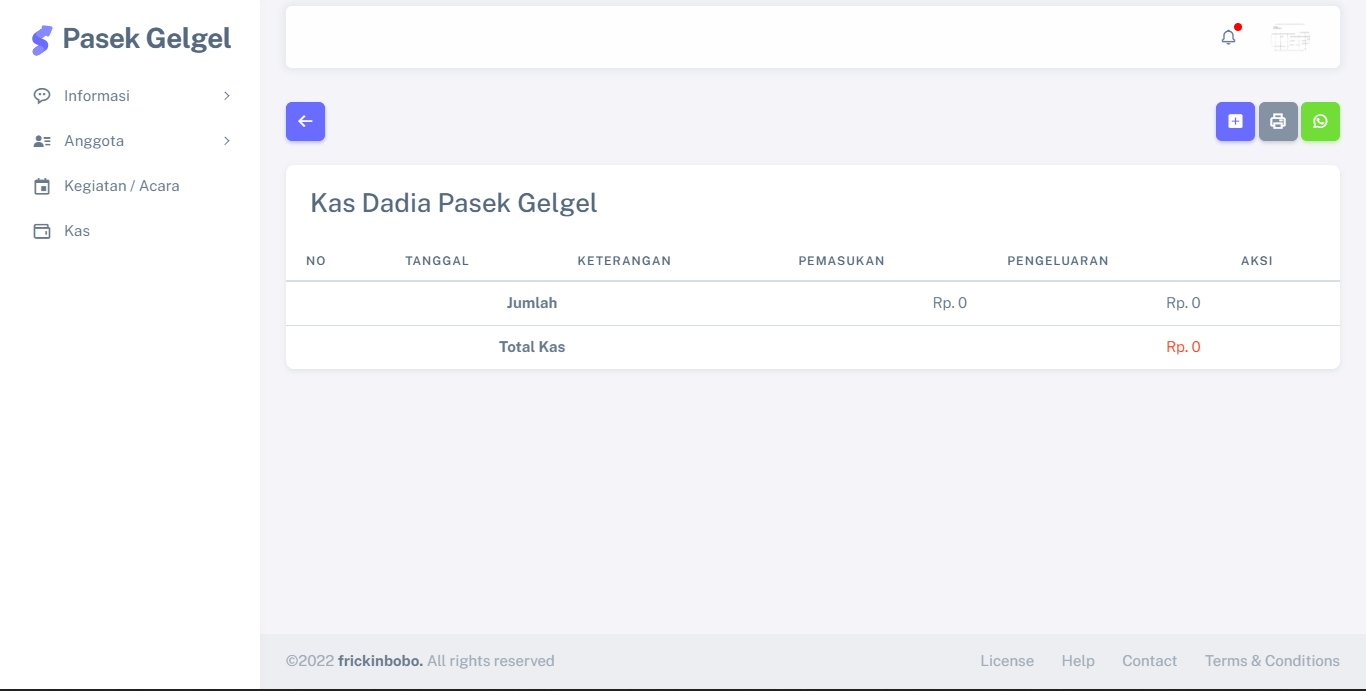 Pasek Gelgel
Informasi
Anggota
Kegiatan / Acara
Kas
Kas Dadia Pasek Gelgel
NO TANGGAL KETERANGAN PEMASUKAN PENGELUARAN AKSI
Jumlah Rp. 0 Rp. 0
Total Kas Rp. 0
©2022 frickinbobo. All rights reserved License Help Contact Terms & Conditions